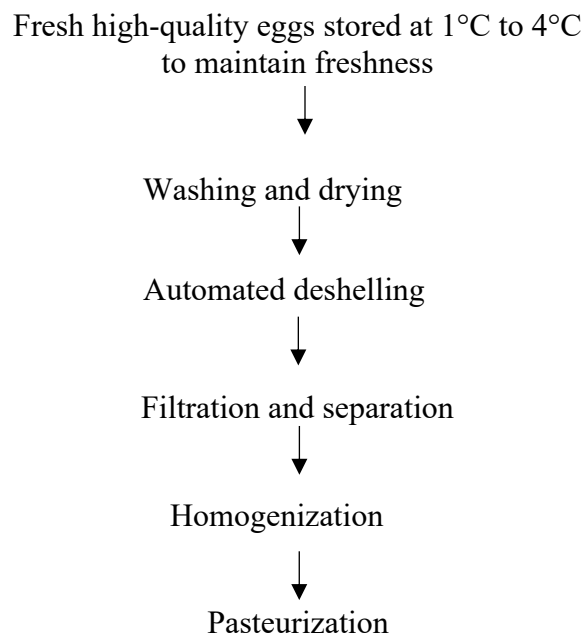 Fresh high-quality eggs stored at 1°C to 4°C
to maintain freshness
Washing and drying
Automated deshelling
Filtration and separation
Homogenization
Pasteurization